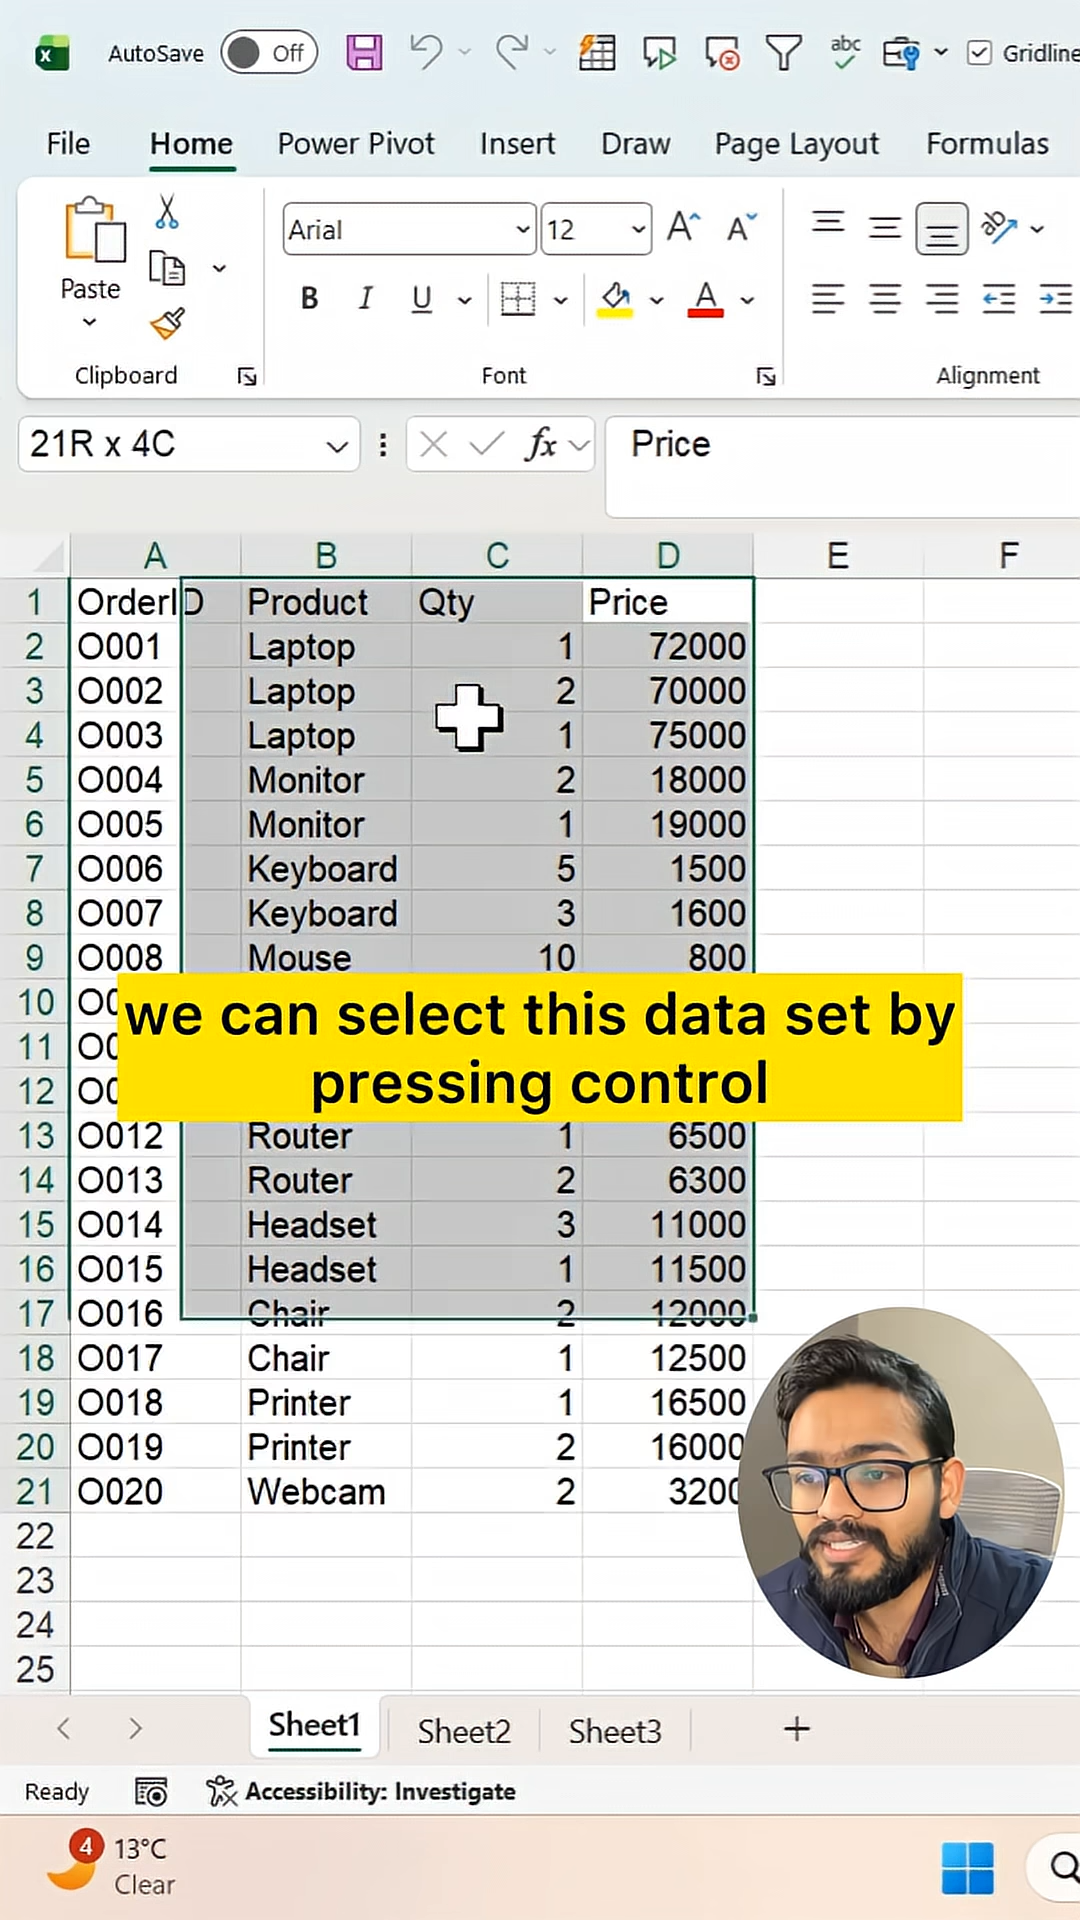 AutoSave Off abc Gridline
File Home Power Pivot Insert Draw Page Layout Formulas
Paste Arial 12 A A ab
B I U A
Clipboard Font Alignment
21R x 4C fx Price
A B C D E F
1 OrderID Product Qty Price
2 O001 Laptop 1 72000
3 O002 Laptop 2 70000
4 O003 Laptop 1 75000
5 O004 Monitor 2 18000
6 O005 Monitor 1 19000
7 O006 Keyboard 5 1500
8 O007 Keyboard 3 1600
9 O008 Mouse 10 800
10
we can select this data set by
11
pressing control
12
13 O012 Router 1 6500
14 O013 Router 2 6300
15 O014 Headset 3 11000
16 O015 Headset 1 11500
17 O016 Chair 2 12000
18 O017 Chair 1 12500
19 O018 Printer 1 16500
20 O019 Printer 2 16000
21 O020 Webcam 2 3200
22
23
24
25
Sheet1 Sheet2 Sheet3
Ready Accessibility: Investigate
4 13°C
Clear